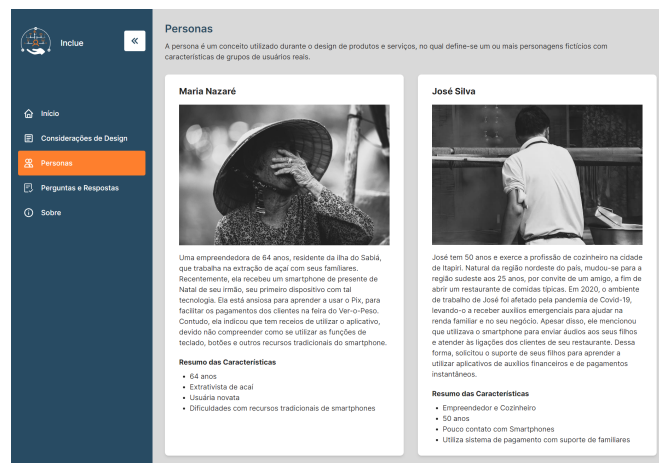 Inclue
«
Início
Considerações de Design
Personas
Perguntas e Respostas
Sobre
Personas
A persona é um conceito utilizado durante o design de produtos e serviços, no qual define-se um ou mais personagens fictícios com
características de grupos de usuários reais.
Maria Nazaré
Uma empreendedora de 64 anos, residente da ilha do Sabiá,
que trabalha na extração de açaí com seus familiares.
Recentemente, ela recebeu um smartphone de presente de
Natal de seu irmão, seu primeiro dispositivo com tal
tecnologia. Ela está ansiosa para aprender a usar o Pix, para
facilitar os pagamentos dos clientes na feira do Ver-o-Peso.
Contudo, ela indicou que tem receios de utilizar o aplicativo,
devido não compreender como se utilizar as funções de
teclado, botões e outros recursos tradicionais do smartphone.
Resumo das Características
• 64 anos
• Extrativista de acai
• Usuária novata
• Dificuldades com recursos tradicionais de smartphones
José Silva
José tem 50 anos e exerce a profissão de cozinheiro na cidade
de Itapiri. Natural da região nordeste do país, mudou-se para a
região sudeste aos 25 anos, por convite de um amigo, a fim de
abrir um restaurante de comidas típicas. Em 2020, o ambiente
de trabalho de José foi afetado pela pandemia de Covid-19,
levando-o a receber auxílios emergenciais para ajudar na
renda familiar e no seu negócio. Apesar disso, ele mencionou
que utilizava o smartphone para enviar áudios aos seus filhos
e atender às ligações dos clientes de seu restaurante. Dessa
forma, solicitou o suporte de seus filhos para aprender a
utilizar aplicativos de auxílios financeiros e de pagamentos
instantâneos.
Resumo das Características
• Empreendedor e Cozinheiro
• 50 anos
• Pouco contato com Smartphones
• Utiliza sistema de pagamento com suporte de familiares